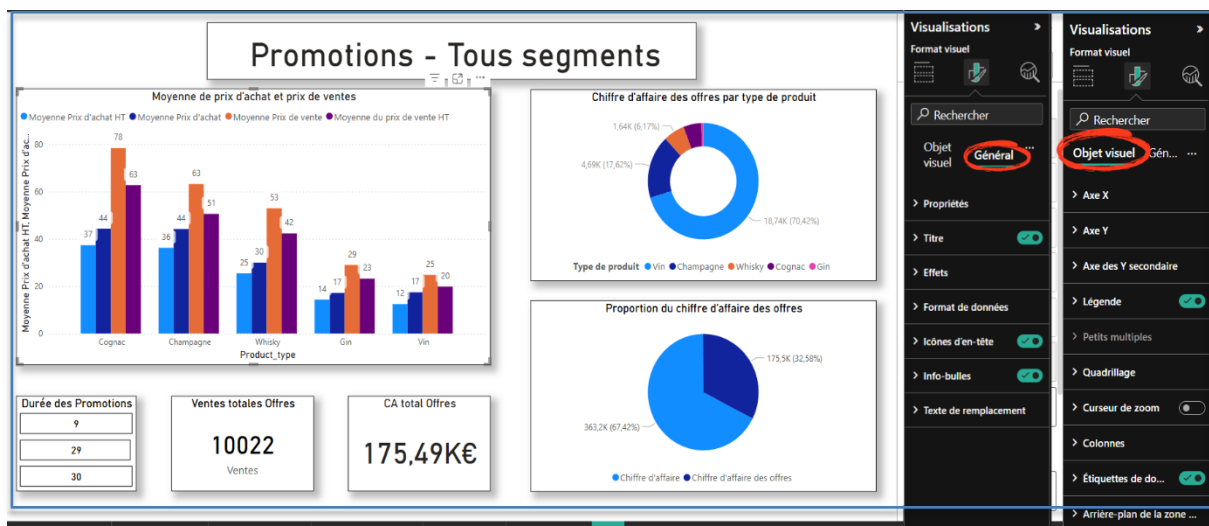 Promotions - Tous segments
Moyenne de prix d'achat et prix de ventes
Moyenne Prix d'achat HT Moyenne Prix d'achat Moyenne Prix de vente Moyenne du prix de vente HT
Moyenne Prix d'achat HT, Moyenne Prix d'ac...
80
60
40
20
0
37 44 78 63
36 44 63 51
25 30 53 42
14 17 29 23
12 17 25 20
Cognac Champagne Whisky Gin Vin
Product_type
Chiffre d'affaire des offres par type de produit
1,64K (6,17%)
4,69K (17,62%)
18,74K (70,42%)
Type de produit Vin Champagne Whisky Cognac Gin
Proportion du chiffre d'affaire des offres
175,5K (32,58%)
363,2K (67,42%)
Chiffre d'affaire Chiffre d'affaire des offres
Durée des Promotions
9
29
30
Ventes totales Offres
10022
Ventes
CA total Offres
175,49K€
Visualisations
Format visuel
Rechercher
Objet visuel
Général
...
Propriétés
Titre
Effets
Format de données
Icônes d'en-tête
Info-bulles
Texte de remplacement
Visualisations
Format visuel
Rechercher
Objet visuel Gén... ...
Axe X
Axe Y
Axe des Y secondaire
Légende
Petits multiples
Quadrillage
Curseur de zoom
Colonnes
Étiquettes de do...
Arrière-plan de la zone ...